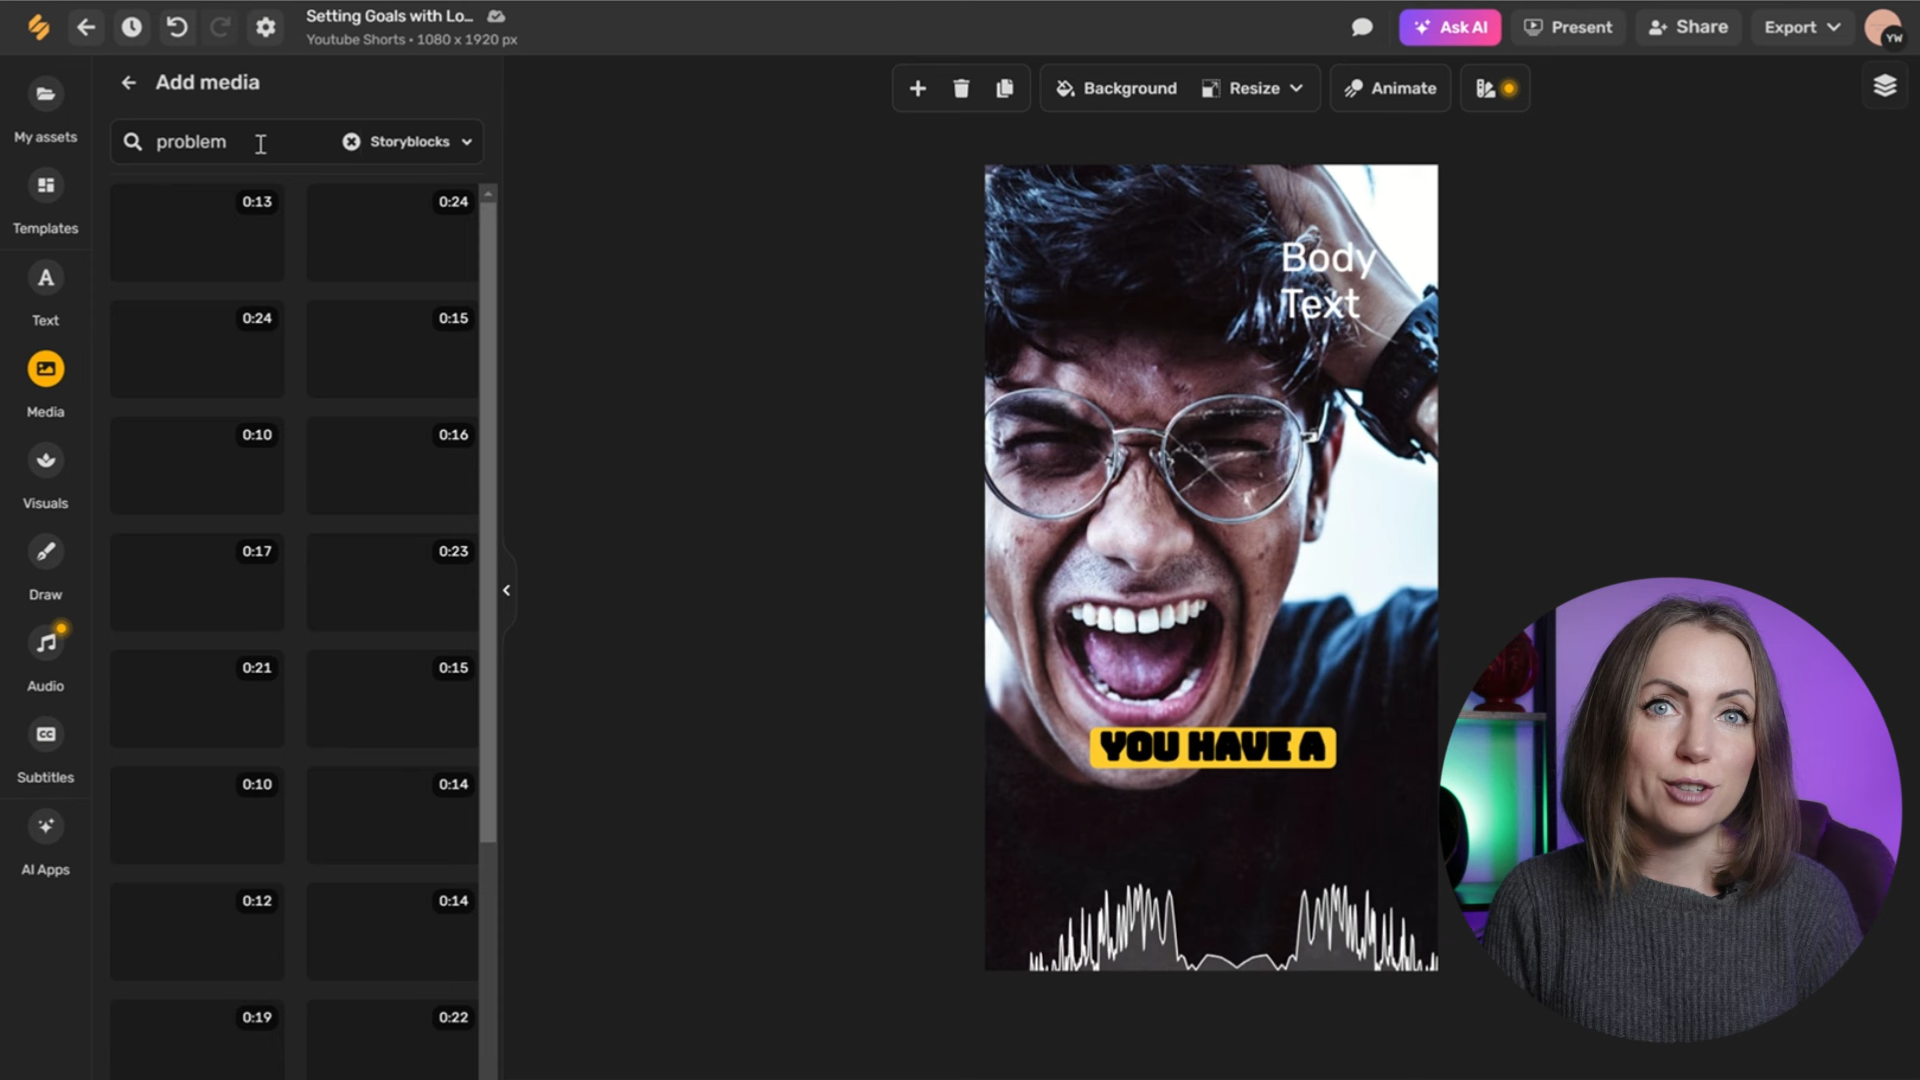 Setting Goals with Lo...
Youtube Shorts • 1080 x 1920 px
Ask AI
Present
Share
Export
YW
Add media
Background
Resize
Animate
problem
Storyblocks
My assets
Templates
Text
Media
Visuals
Draw
Audio
Subtitles
AI Apps
0:13
0:24
0:24
0:15
0:10
0:16
0:17
0:23
0:21
0:15
0:10
0:14
0:12
0:14
0:19
0:22
Body
Text
YOU HAVE A